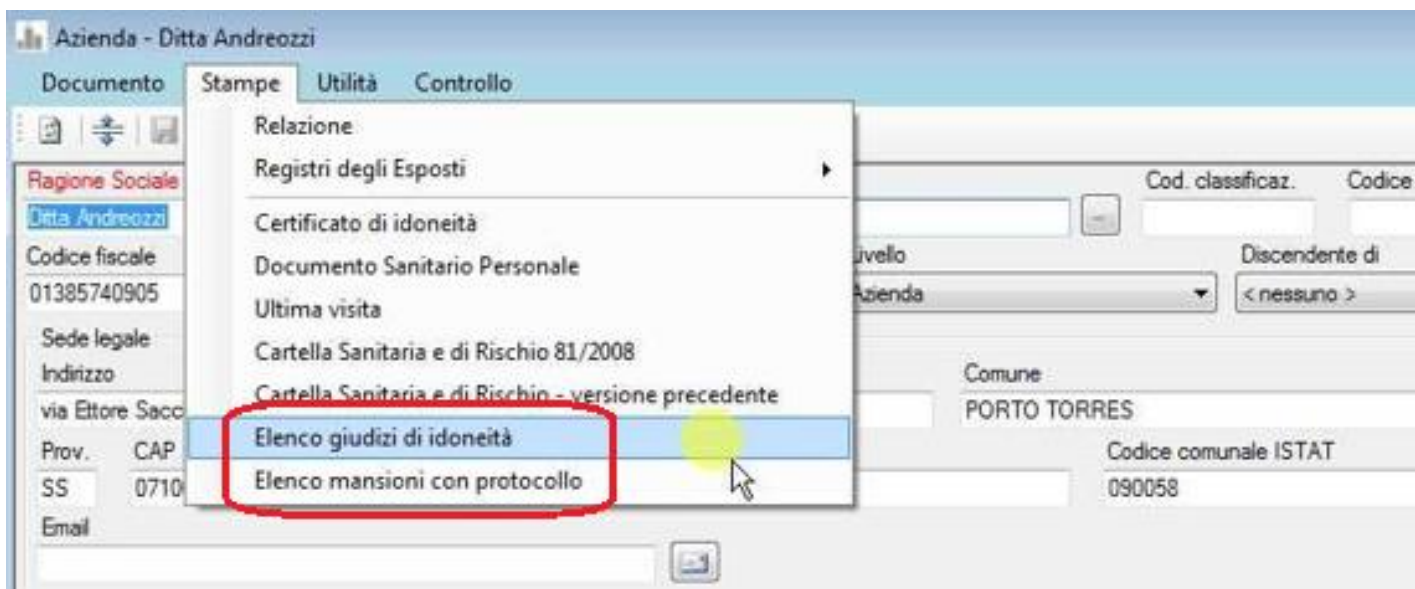 Azienda - Ditta Andreozzi
Documento Stampe Utilità Controllo
Relazione
Registri degli Esposti
Certificato di idoneità
Documento Sanitario Personale
Ultima visita
Cartella Sanitaria e di Rischio 81/2008
Cartella Sanitaria e di Rischio - versione precedente
Elenco giudizi di idoneità
Elenco mansioni con protocollo
Ragione Sociale Cod. classificaz. Codice
Ditta Andreozzi
Codice fiscale Livello Discendente di
01385740905 Azienda < nessuno >
Sede legale
Indirizzo Comune
via Ettore Sacc PORTO TORRES
Prov. CAP Codice comunale ISTAT
SS 0710 090058
Email